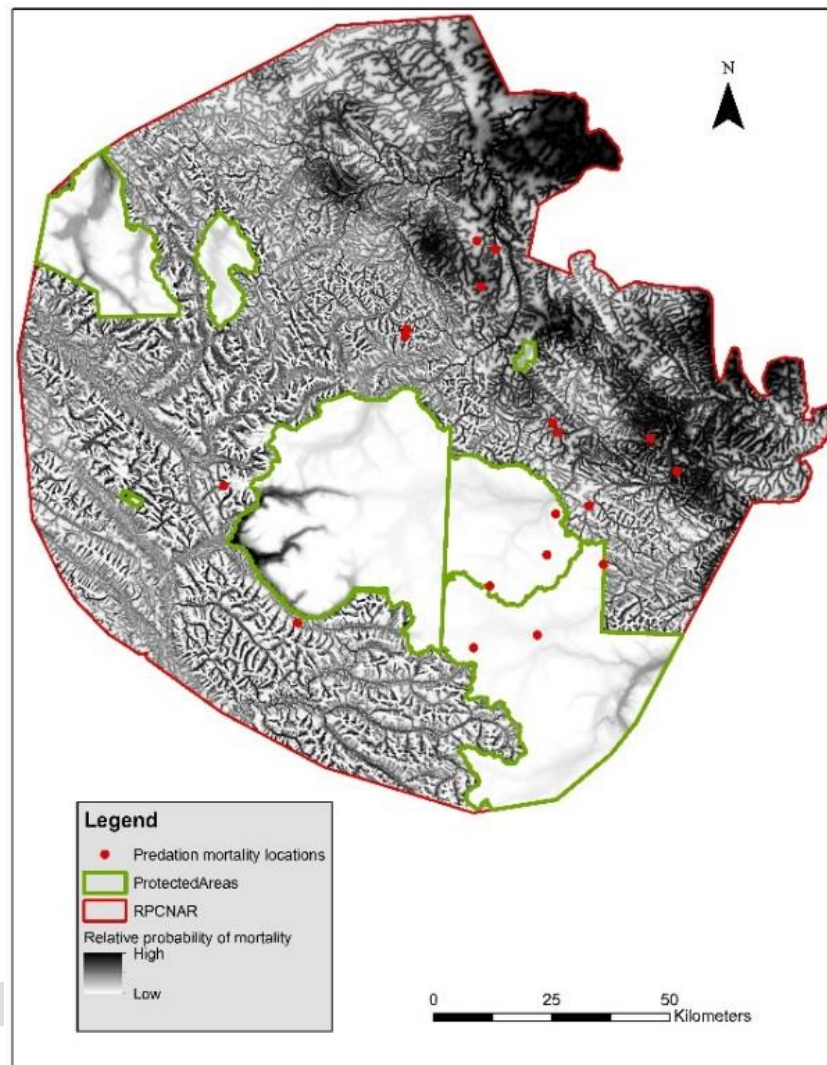 N
Legend
Predation mortality locations
ProtectedAreas
RPCNAR
Relative probability of mortality
High
Low
0 25 50
Kilometers